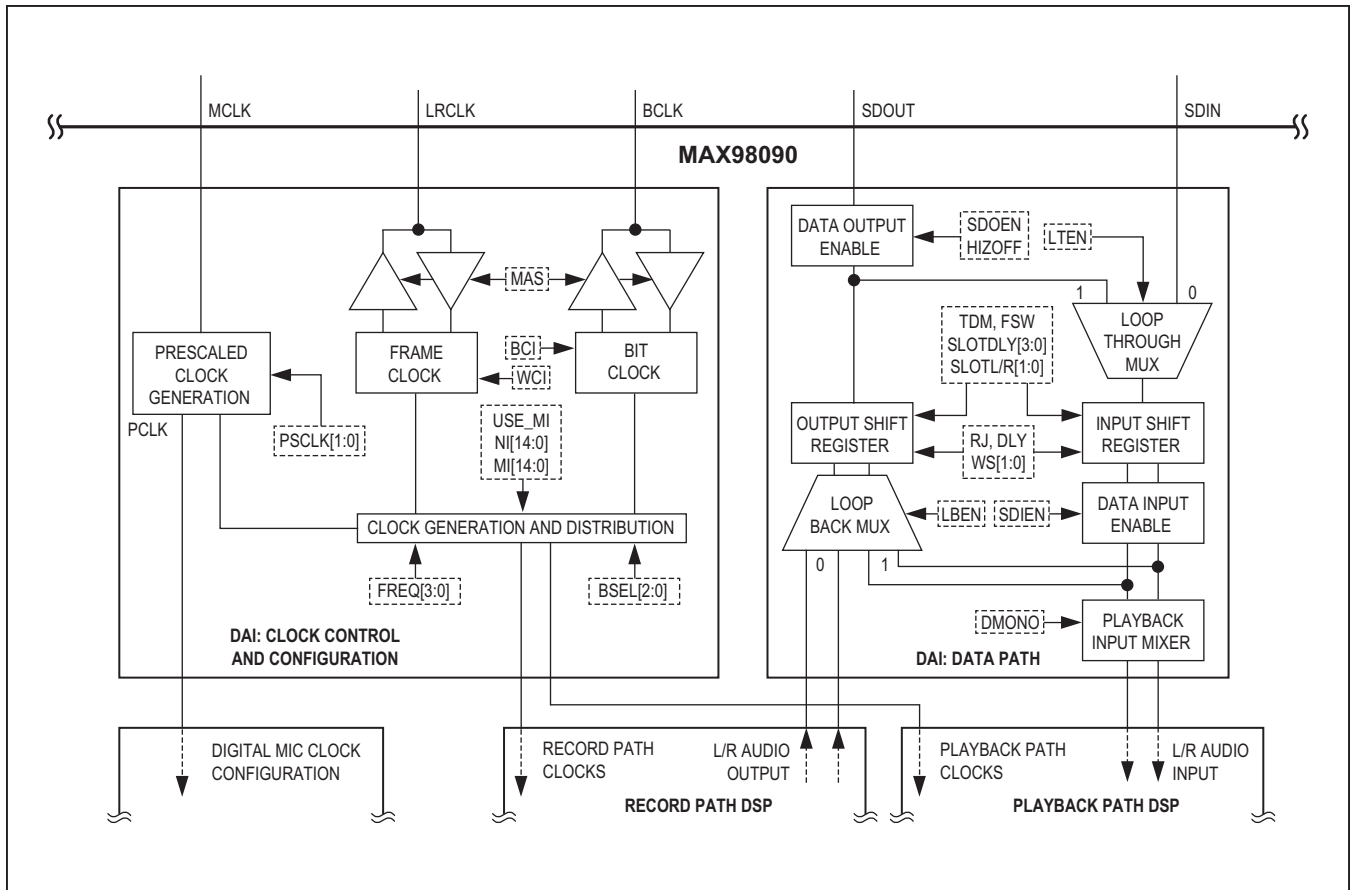 MCLK
LRCLK
BCLK
SDOUT
SDIN
MAX98090
DATA OUTPUT
ENABLE
SDOEN
HIZOFF
LTEN
MAS
1
0
LOOP
THROUGH
MUX
TDM, FSW
SLOTDLY[3:0]
SLOTL/R[1:0]
PRESCALED
CLOCK
GENERATION
FRAME
CLOCK
BCI
WCI
BIT
CLOCK
PCLK
PSCLK[1:0]
USE_MI
NI[14:0]
MI[14:0]
OUTPUT SHIFT
REGISTER
RJ, DLY
WS[1:0]
INPUT SHIFT
REGISTER
LOOP
BACK MUX
LBEN
SDIEN
DATA INPUT
ENABLE
CLOCK GENERATION AND DISTRIBUTION
0
1
FREQ[3:0]
BSEL[2:0]
DMONO
PLAYBACK
INPUT MIXER
DAI: CLOCK CONTROL
AND CONFIGURATION
DAI: DATA PATH
DIGITAL MIC CLOCK
CONFIGURATION
RECORD PATH
CLOCKS
L/R AUDIO
OUTPUT
RECORD PATH DSP
PLAYBACK PATH
CLOCKS
L/R AUDIO
INPUT
PLAYBACK PATH DSP